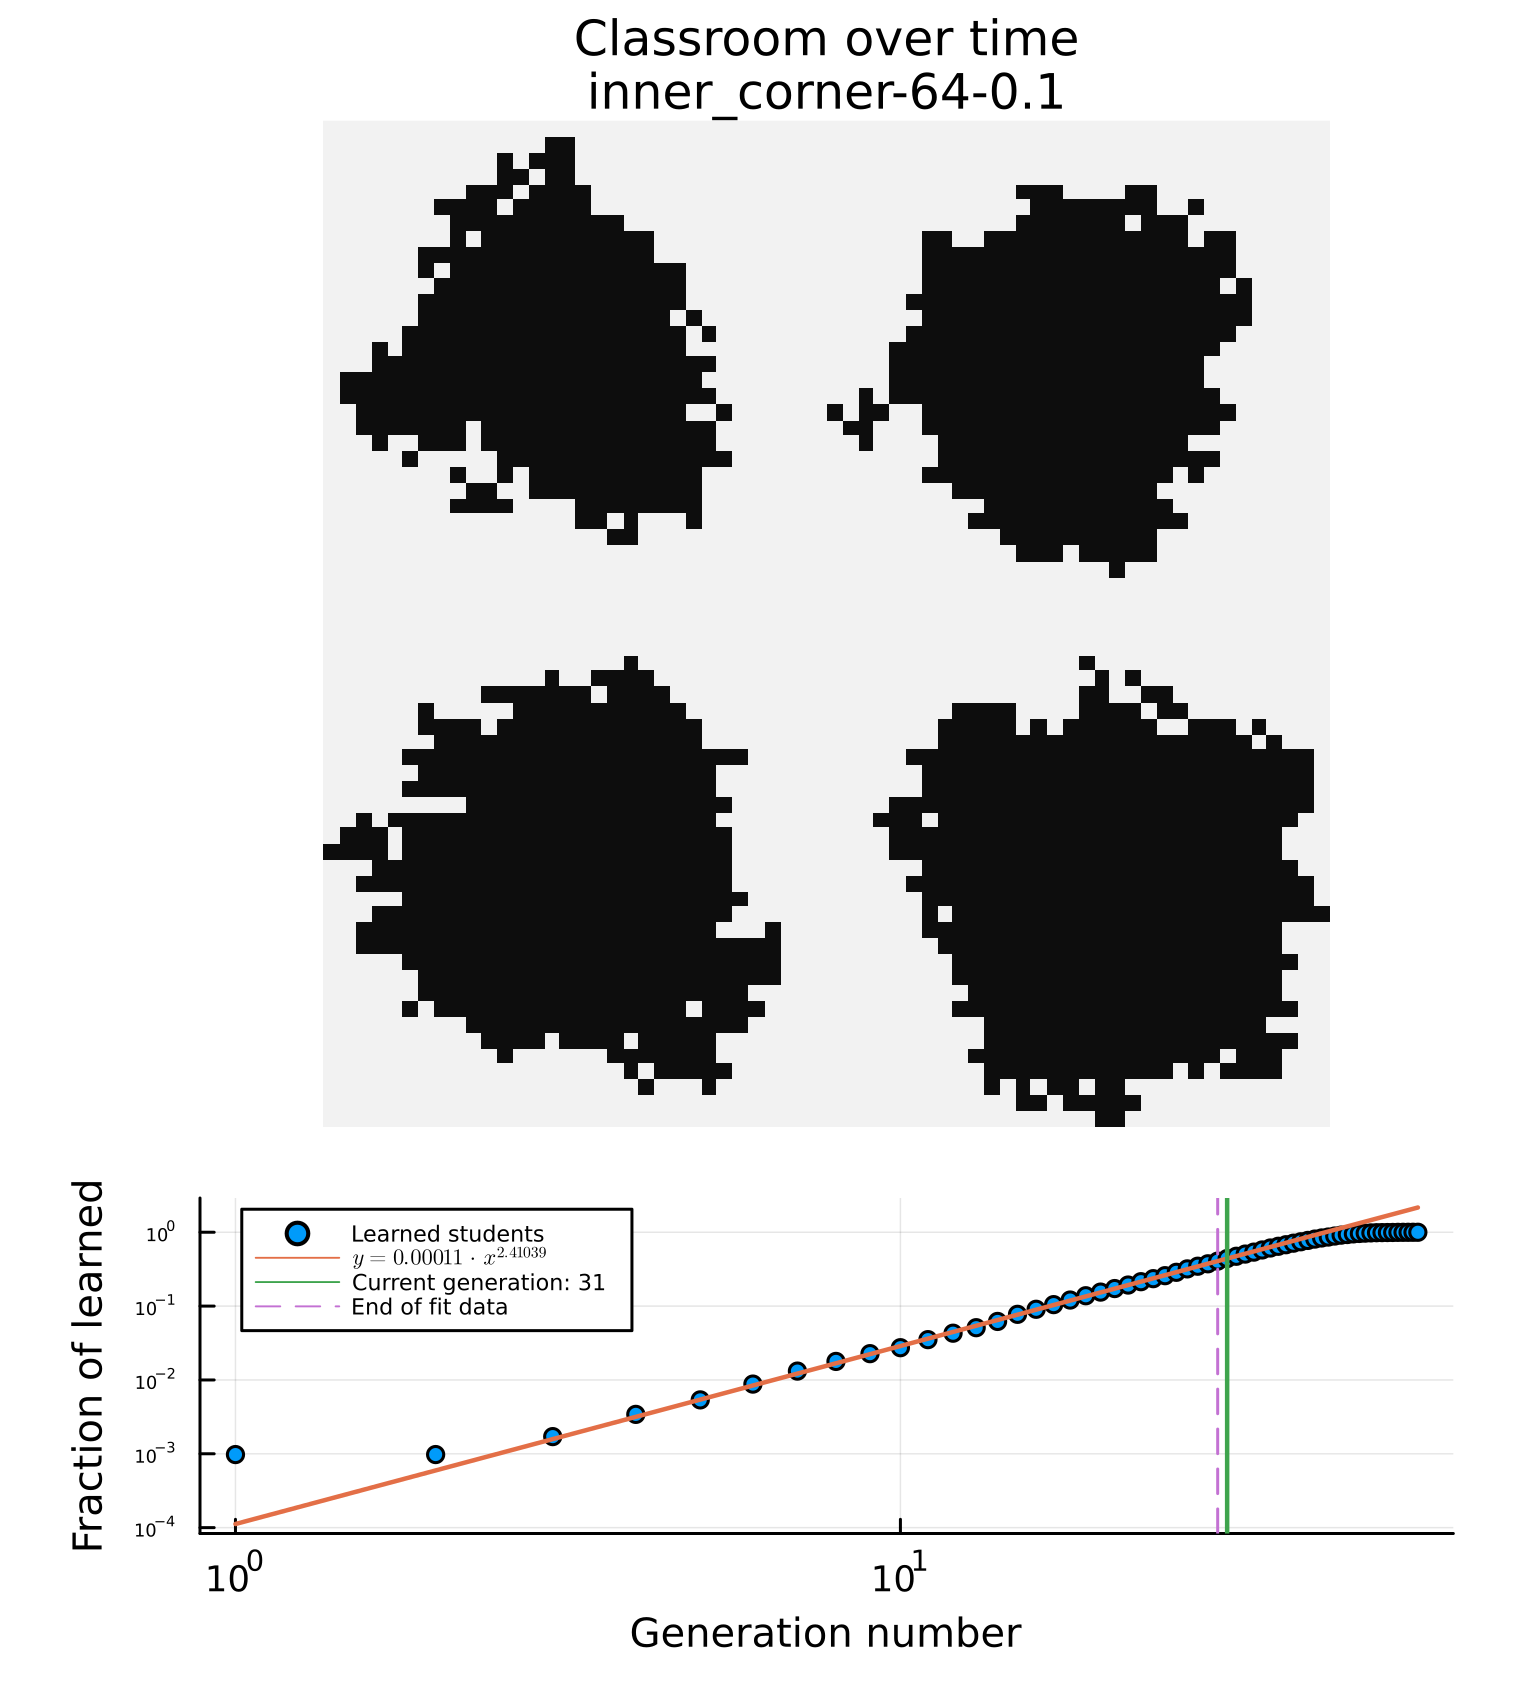 Classroom over time
inner_corner-64-0.1
Fraction of learned
10^0
10^-1
10^-2
10^-3
10^-4
Learned students
y = 0.00011 · x^2.41039
Current generation: 31
End of fit data
10^0
10^1
Generation number